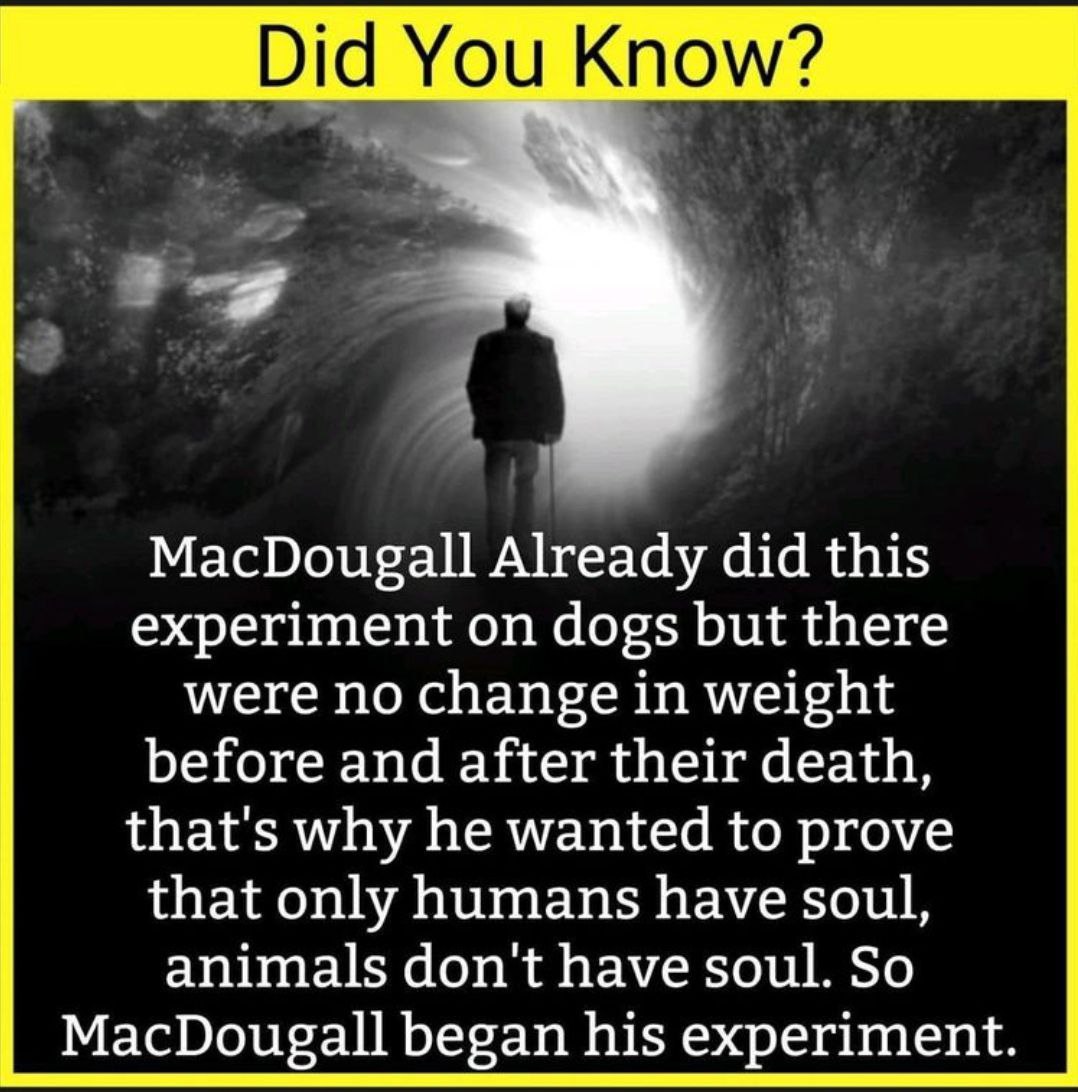 Did You Know?
MacDougall Already did this
experiment on dogs but there
were no change in weight
before and after their death,
that's why he wanted to prove
that only humans have soul,
animals don't have soul. So
MacDougall began his experiment.